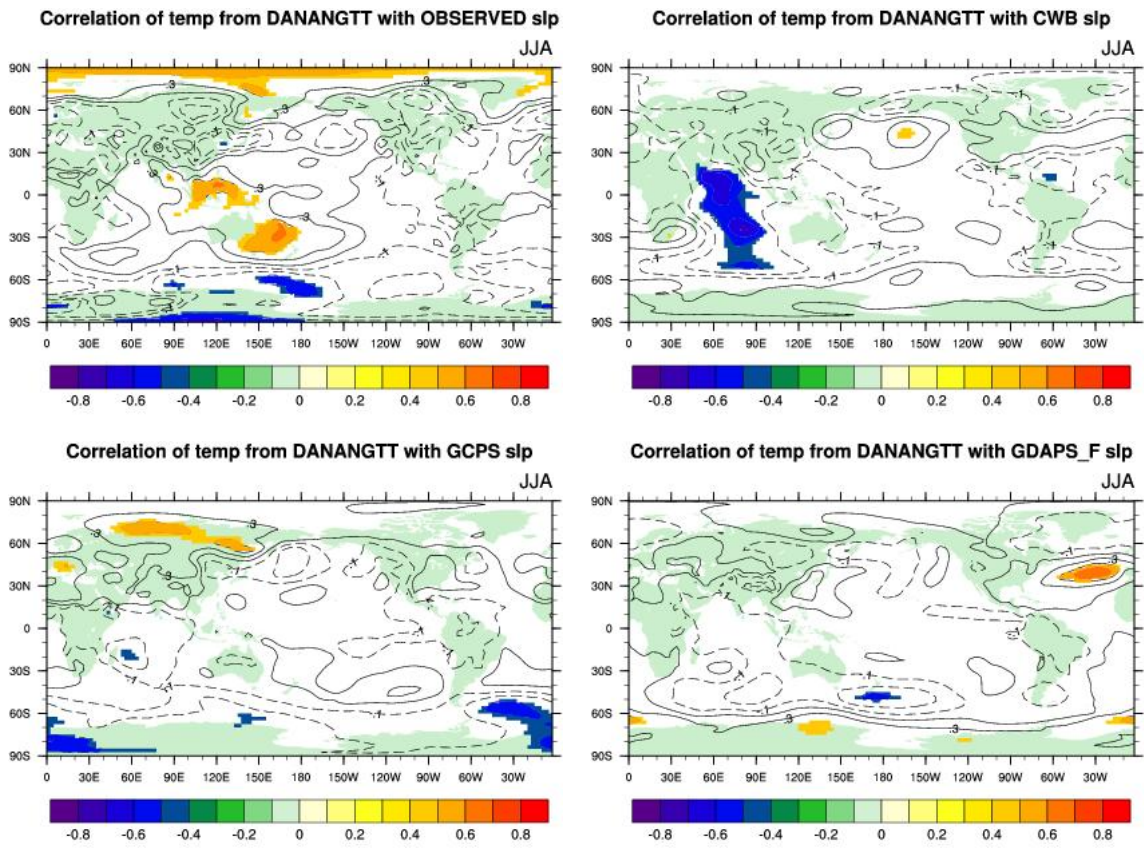 Correlation of temp from DANANGTT with OBSERVED slp
JJA
90N
60N
30N
0
30S
60S
90S
0 30E 60E 90E 120E 150E 180 150W 120W 90W 60W 30W
-0.8 -0.6 -0.4 -0.2 0 0.2 0.4 0.6 0.8
Correlation of temp from DANANGTT with CWB slp
JJA
90N
60N
30N
0
30S
60S
90S
0 30E 60E 90E 120E 150E 180 150W 120W 90W 60W 30W
-0.8 -0.6 -0.4 -0.2 0 0.2 0.4 0.6 0.8
Correlation of temp from DANANGTT with GCPS slp
JJA
90N
60N
30N
0
30S
60S
90S
0 30E 60E 90E 120E 150E 180 150W 120W 90W 60W 30W
-0.8 -0.6 -0.4 -0.2 0 0.2 0.4 0.6 0.8
Correlation of temp from DANANGTT with GDAPS_F slp
JJA
90N
60N
30N
0
30S
60S
90S
0 30E 60E 90E 120E 150E 180 150W 120W 90W 60W 30W
-0.8 -0.6 -0.4 -0.2 0 0.2 0.4 0.6 0.8